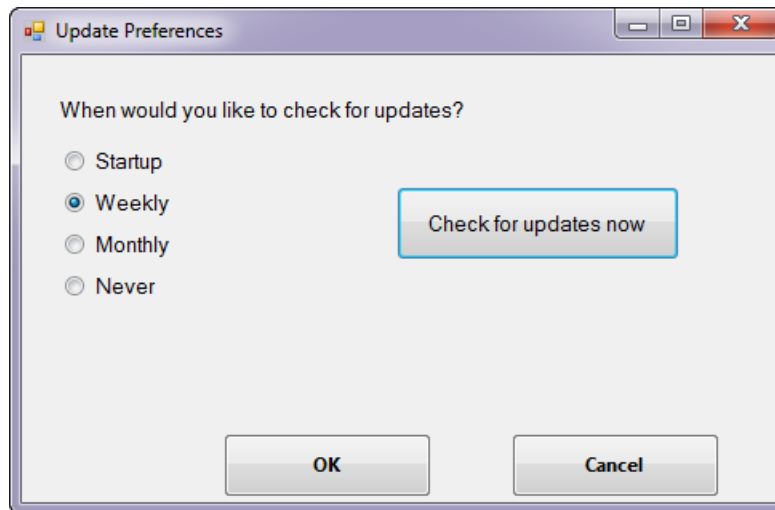 Update Preferences
When would you like to check for updates?
Startup
Weekly
Check for updates now
Monthly
Never
OK
Cancel